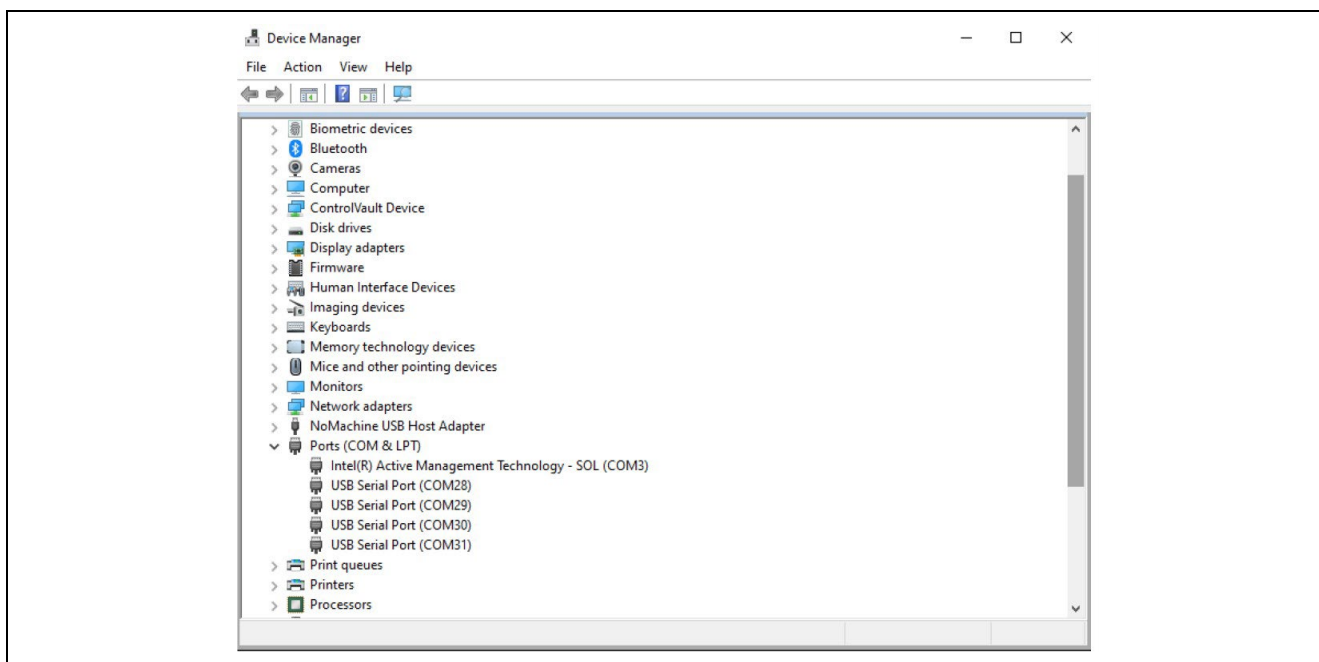 Device Manager
File Action View Help
Biometric devices
Bluetooth
Cameras
Computer
ControlVault Device
Disk drives
Display adapters
Firmware
Human Interface Devices
Imaging devices
Keyboards
Memory technology devices
Mice and other pointing devices
Monitors
Network adapters
NoMachine USB Host Adapter
Ports (COM & LPT)
Intel(R) Active Management Technology - SOL (COM3)
USB Serial Port (COM28)
USB Serial Port (COM29)
USB Serial Port (COM30)
USB Serial Port (COM31)
Print queues
Printers
Processors